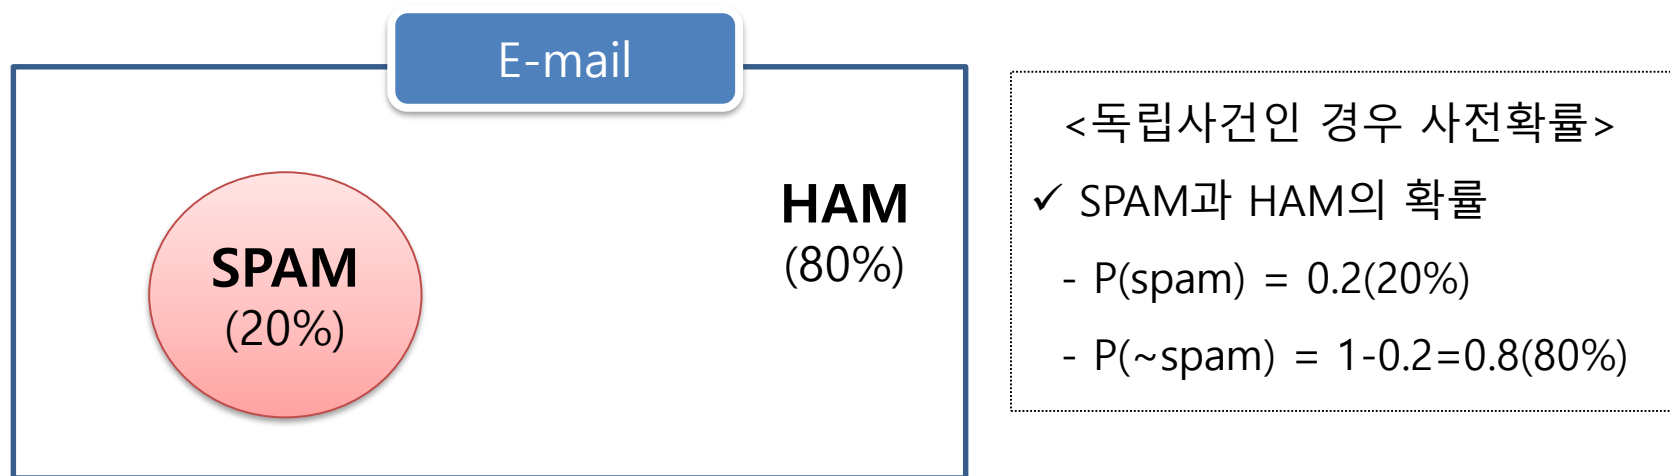 E-mail
SPAM
(20%)
HAM
(80%)
<독립사건인 경우 사전확률>
✓ SPAM과 HAM의 확률
- P(spam) = 0.2(20%)
- P(~spam) = 1-0.2=0.8(80%)